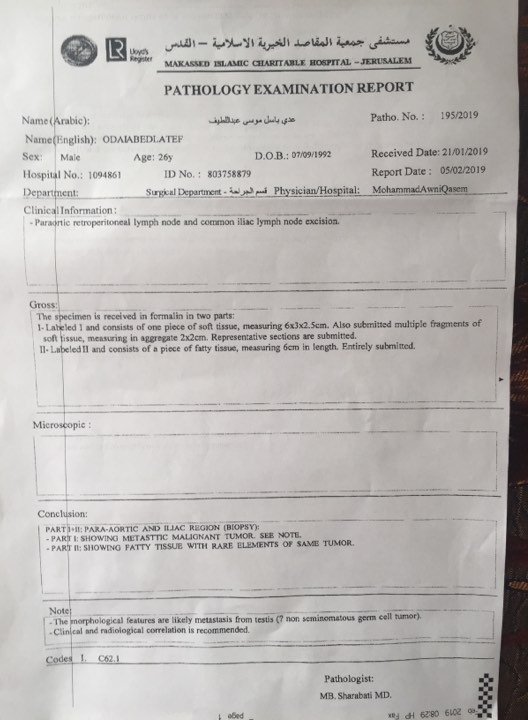 Lloyd's
Register
LR
مستشفى جمعية المقاصد الخيرية الاسلامية – القدس
MAKASSED ISLAMIC CHARITABLE HOSPITAL – JERUSALEM
PATHOLOGY EXAMINATION REPORT
Name(Arabic): عدي باسل موسى عبداللطيف Patho. No. : 195/2019
Name(English): ODAIABEDLATEF
Sex: Male Age: 26y D.O.B.: 07/09/1992 Received Date: 21/01/2019
Hospital No.: 1094861 ID No. : 803758879 Report Date : 05/02/2019
Department: Surgical Department - قسم الجراحة Physician/Hospital: MohammadAwniQasem
Clinical Information :
- Paraortic retroperitoneal lymph node and common iliac lymph node excision.
Gross:
The specimen is received in formalin in two parts:
I- Labeled I and consists of one piece of soft tissue, measuring 6x3x2.5cm. Also submitted multiple fragments of
soft tissue, measuring in aggregate 2x2cm. Representative sections are submitted.
II- Labeled II and consists of a piece of fatty tissue, measuring 6cm in length. Entirely submitted.
Microscopic :
Conclusion:
PART I+II: PARA-AORTIC AND ILIAC REGION (BIOPSY):
- PART I: SHOWING METASTTIC MALIONANT TUMOR. SEE NOTE.
- PART II: SHOWING FATTY TISSUE WITH RARE ELEMENTS OF SAME TUMOR.
Note:
- The morphological features are likely metastasis from testis (7 non seminomatous germ cell tumor).
- Clinical and radiological correlation is recommended.
Codes 1. C62.1
Pathologist:
MB. Sharabati MD.
2019 0829 HP Fax
page 1